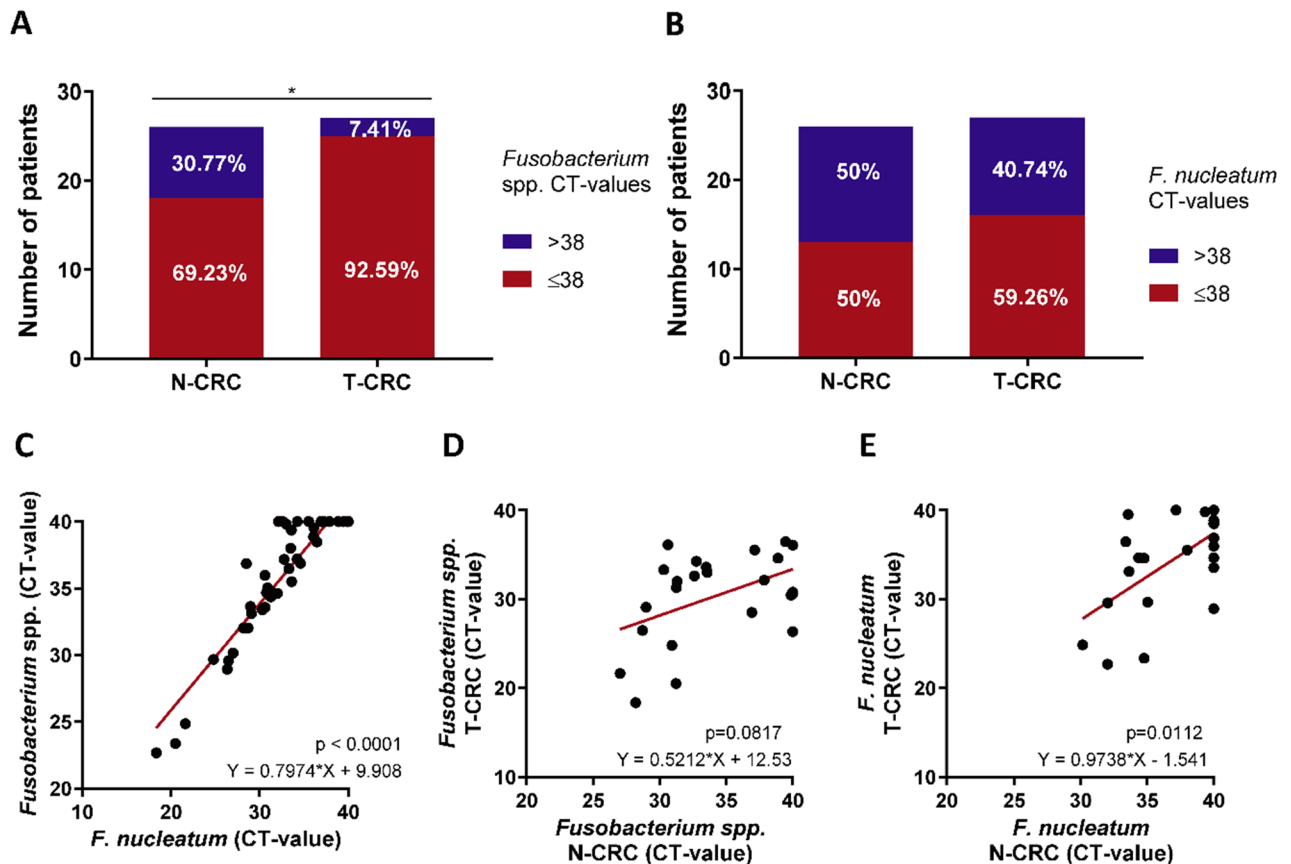 A
B
Number of patients
30
20
10
0
*
30.77%
69.23%
7.41%
92.59%
N-CRC
T-CRC
Fusobacterium
spp. CT-values
>38
≤38
Number of patients
30
20
10
0
50%
50%
40.74%
59.26%
N-CRC
T-CRC
F. nucleatum
CT-values
>38
≤38
C
D
E
Fusobacterium spp. (CT-value)
40
35
30
25
20
p < 0.0001
Y = 0.7974*X + 9.908
10 20 30 40
F. nucleatum (CT-value)
Fusobacterium spp.
T-CRC (CT-value)
40
30
20
10
p=0.0817
Y = 0.5212*X + 12.53
20 25 30 35 40
Fusobacterium spp.
N-CRC (CT-value)
F. nucleatum
T-CRC (CT-value)
40
30
20
10
p=0.0112
Y = 0.9738*X - 1.541
20 25 30 35 40
F. nucleatum
N-CRC (CT-value)